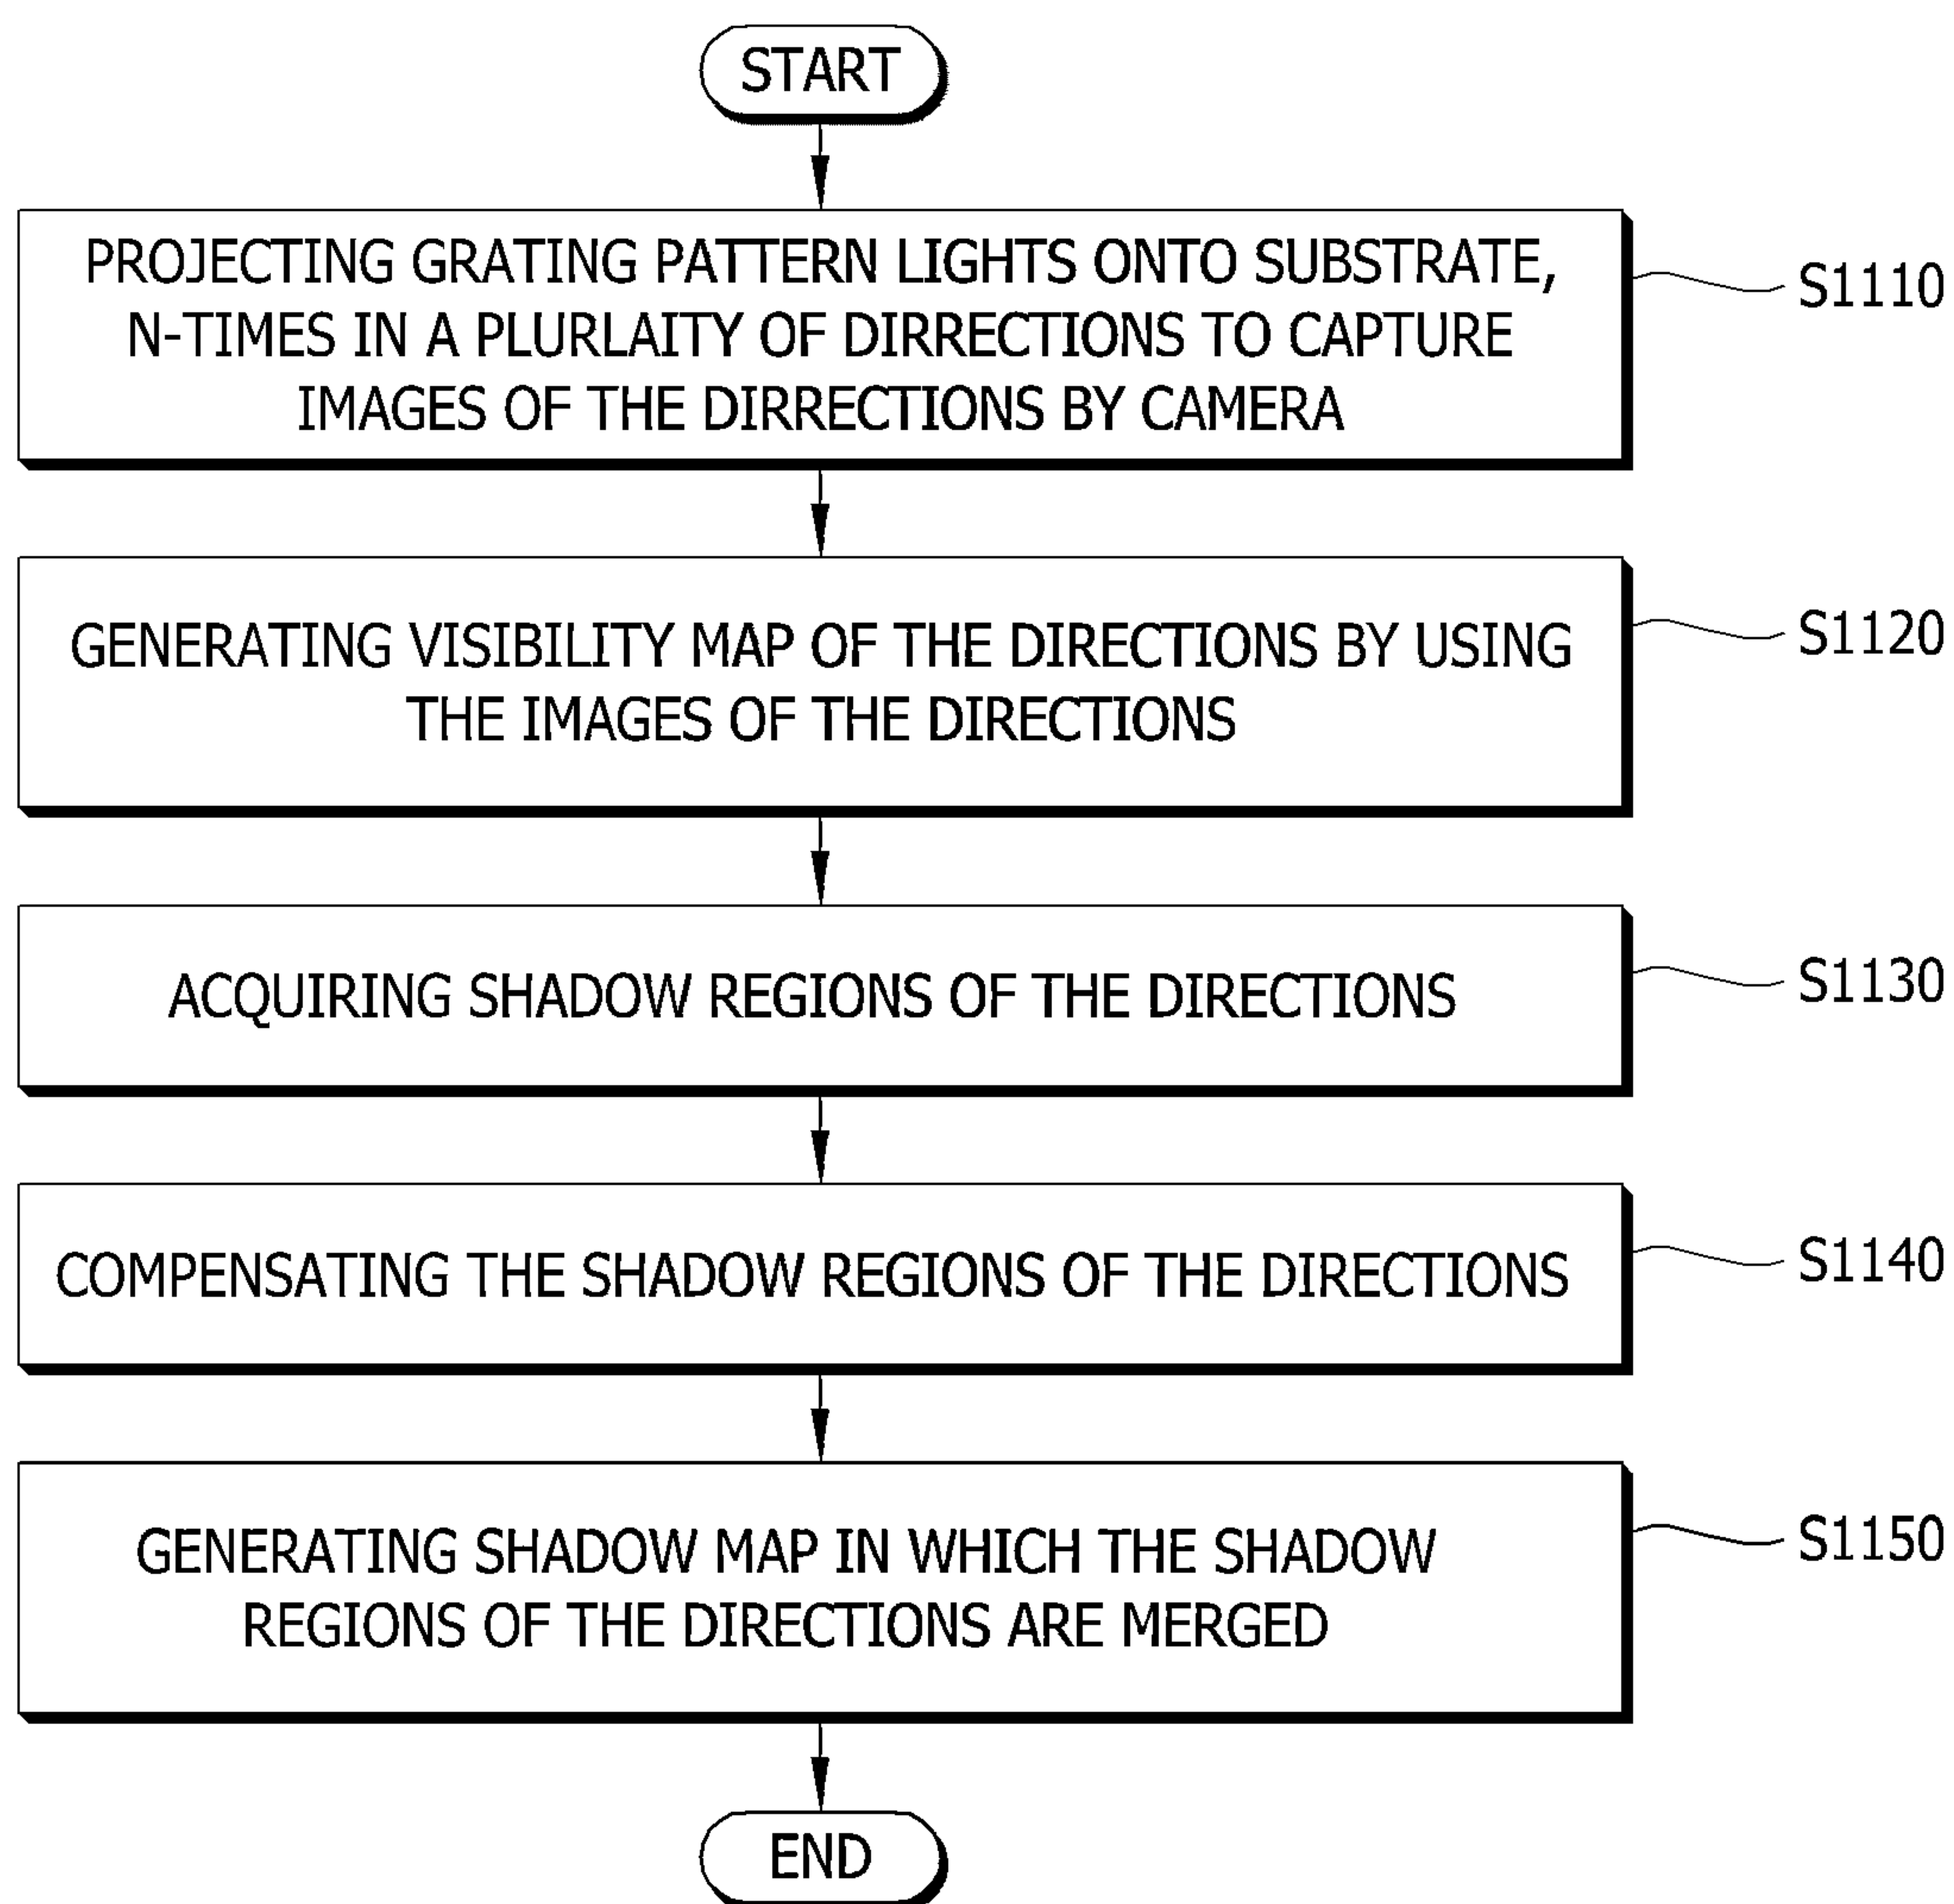 START
PROJECTING GRATING PATTERN LIGHTS ONTO SUBSTRATE,
N-TIMES IN A PLURLAITY OF DIRRECTIONS TO CAPTURE
IMAGES OF THE DIRRECTIONS BY CAMERA
S1110
GENERATING VISIBILITY MAP OF THE DIRECTIONS BY USING
THE IMAGES OF THE DIRECTIONS
S1120
ACQUIRING SHADOW REGIONS OF THE DIRECTIONS
S1130
COMPENSATING THE SHADOW REGIONS OF THE DIRECTIONS
S1140
GENERATING SHADOW MAP IN WHICH THE SHADOW
REGIONS OF THE DIRECTIONS ARE MERGED
S1150
END